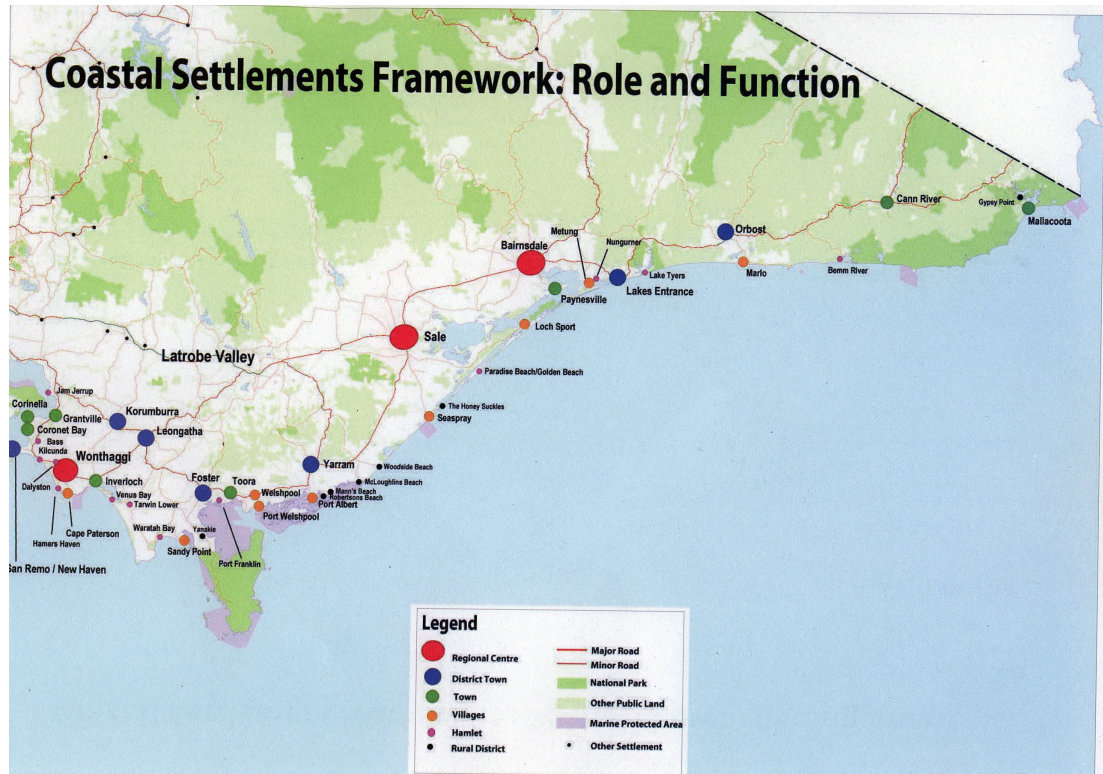 Coastal Settlements Framework: Role and Function
Cann River
Gypsy Point
Mallacoota
Orbost
Metung
Nungurner
Bairnsdale
Lake Tyers
Marlo
Bemm River
Lakes Entrance
Paynesville
Loch Sport
Sale
Latrobe Valley
Paradise Beach/Golden Beach
Jam Jerrup
Corinella
Grantville
Korumburra
The Honey Suckles
Seaspray
Coronet Bay
Leongatha
Bass
Kilcunda
Wonthaggi
Yarram
Woodside Beach
Dalyston
Inverloch
Foster
Toora
Welshpool
McLoughlins Beach
Mann's Beach
Robertsons Beach
Port Albert
Venus Bay
Tarwin Lower
Port Welshpool
Cape Paterson
Hamers Haven
Waratah Bay
Yanakie
Sandy Point
Port Franklin
San Remo / New Haven
Legend
Regional Centre
District Town
Town
Villages
Hamlet
Rural District
Major Road
Minor Road
National Park
Other Public Land
Marine Protected Area
Other Settlement